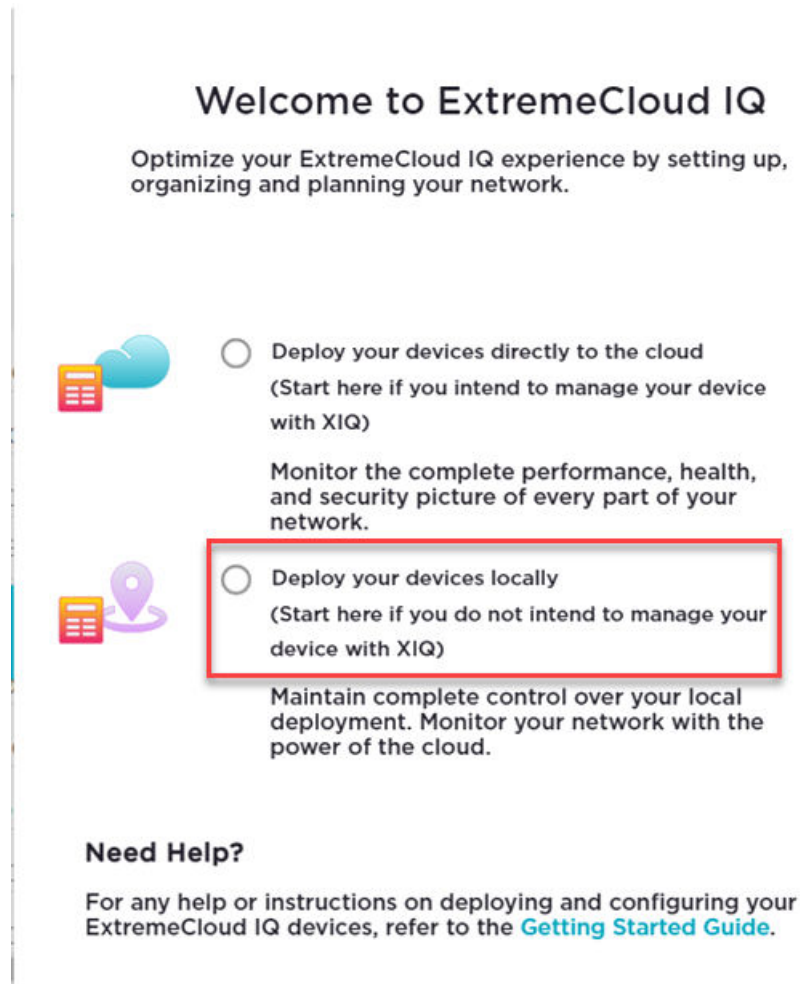 Welcome to ExtremeCloud IQ
Optimize your ExtremeCloud IQ experience by setting up,
organizing and planning your network.
Deploy your devices directly to the cloud
(Start here if you intend to manage your device
with XIQ)
Monitor the complete performance, health,
and security picture of every part of your
network.
Deploy your devices locally
(Start here if you do not intend to manage your
device with XIQ)
Maintain complete control over your local
deployment. Monitor your network with the
power of the cloud.
Need Help?
For any help or instructions on deploying and configuring your
ExtremeCloud IQ devices, refer to the Getting Started Guide.